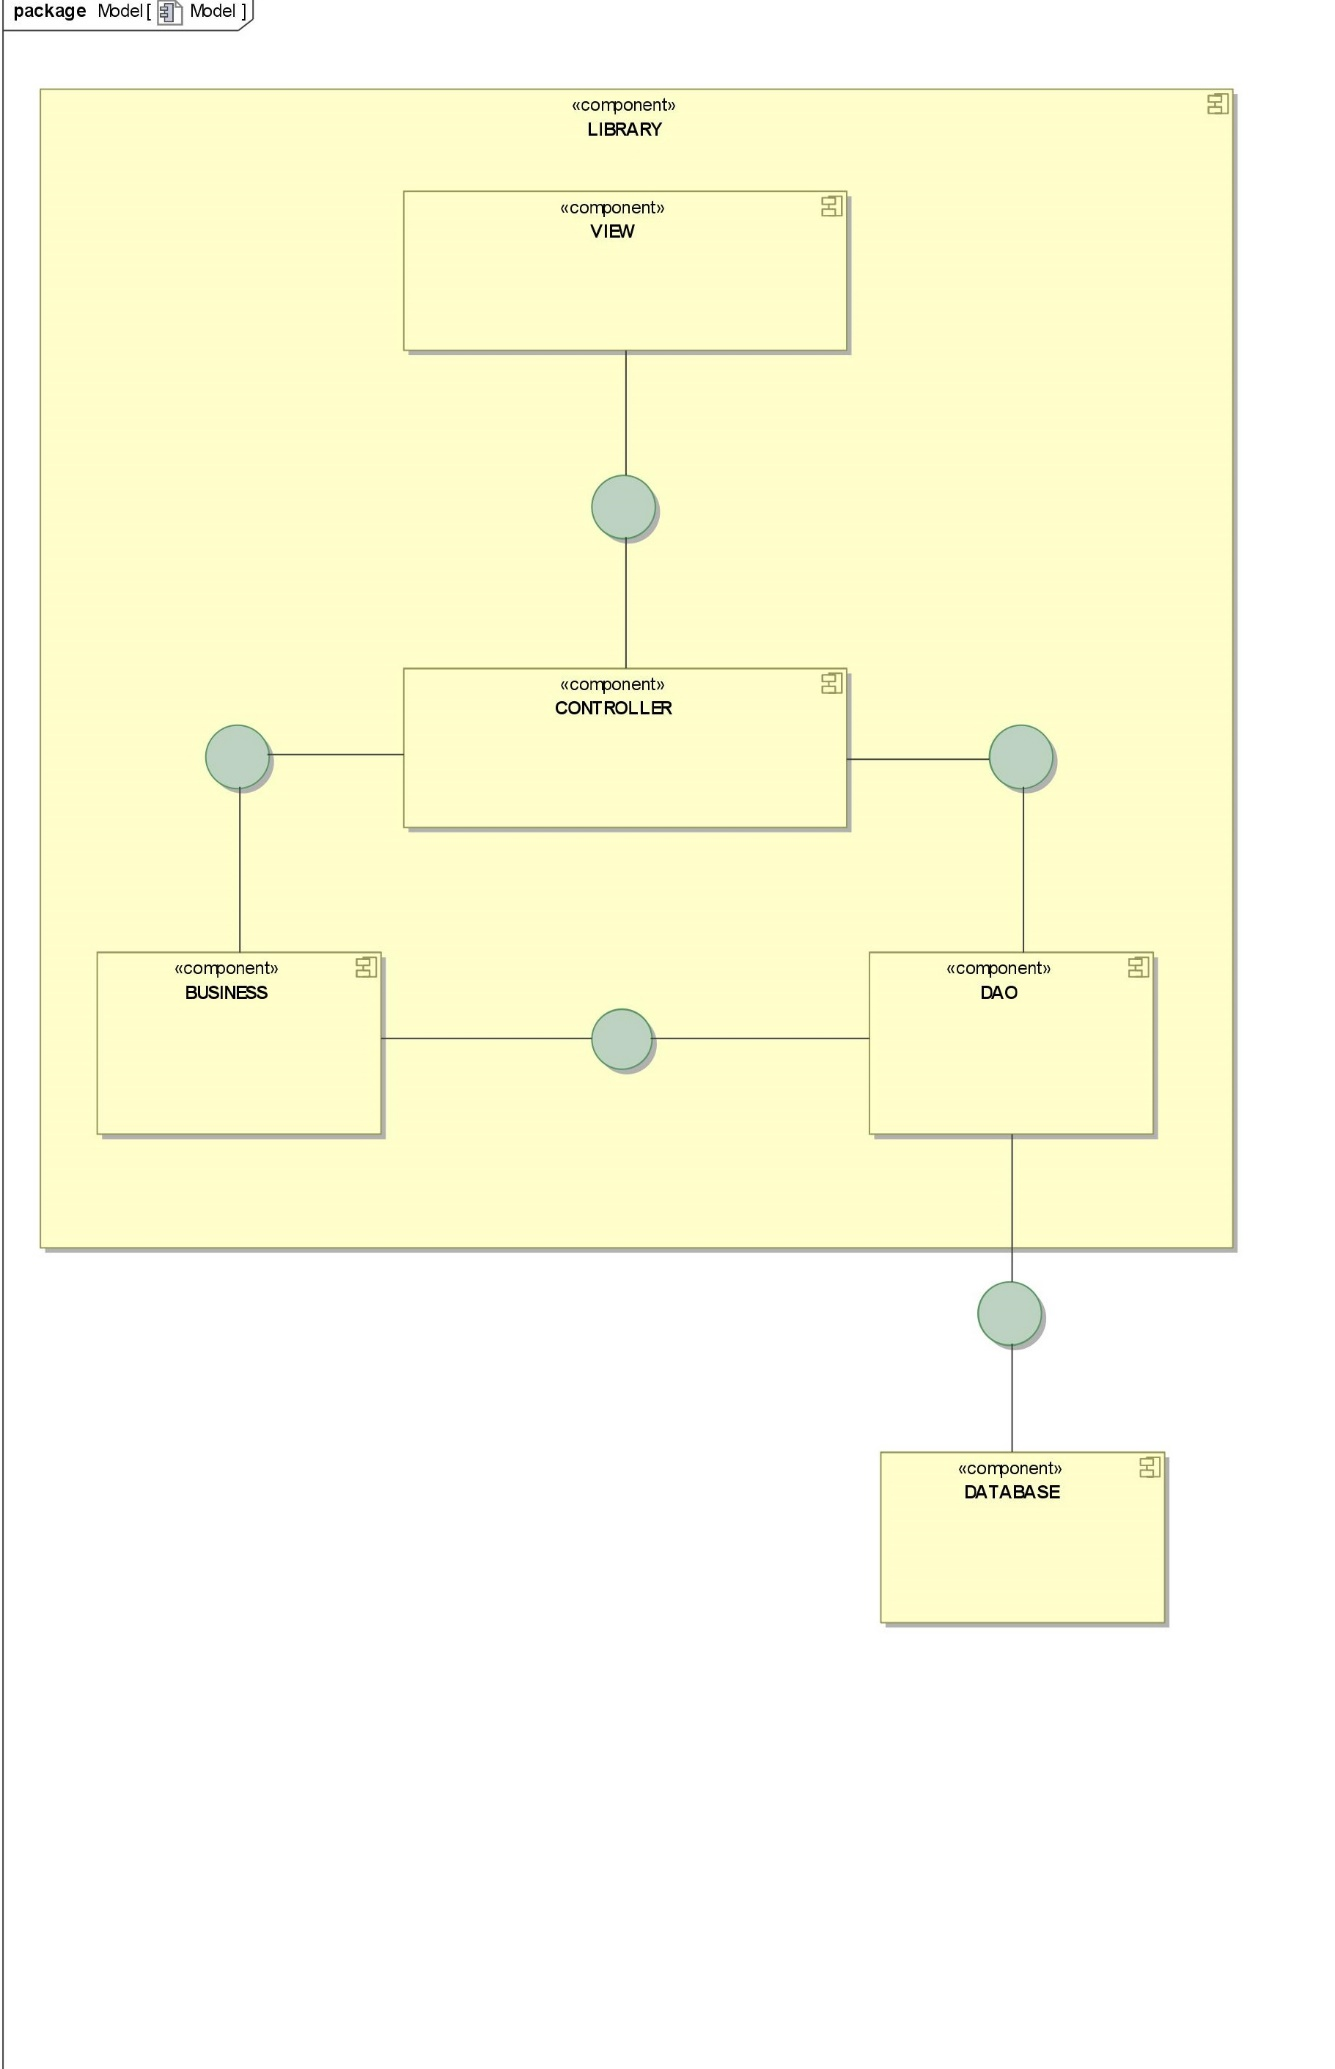 package Model [ Model ]
«component»
LIBRARY
«component»
VIEW
«component»
CONTROLLER
«component»
BUSINESS
«component»
DAO
«component»
DATABASE